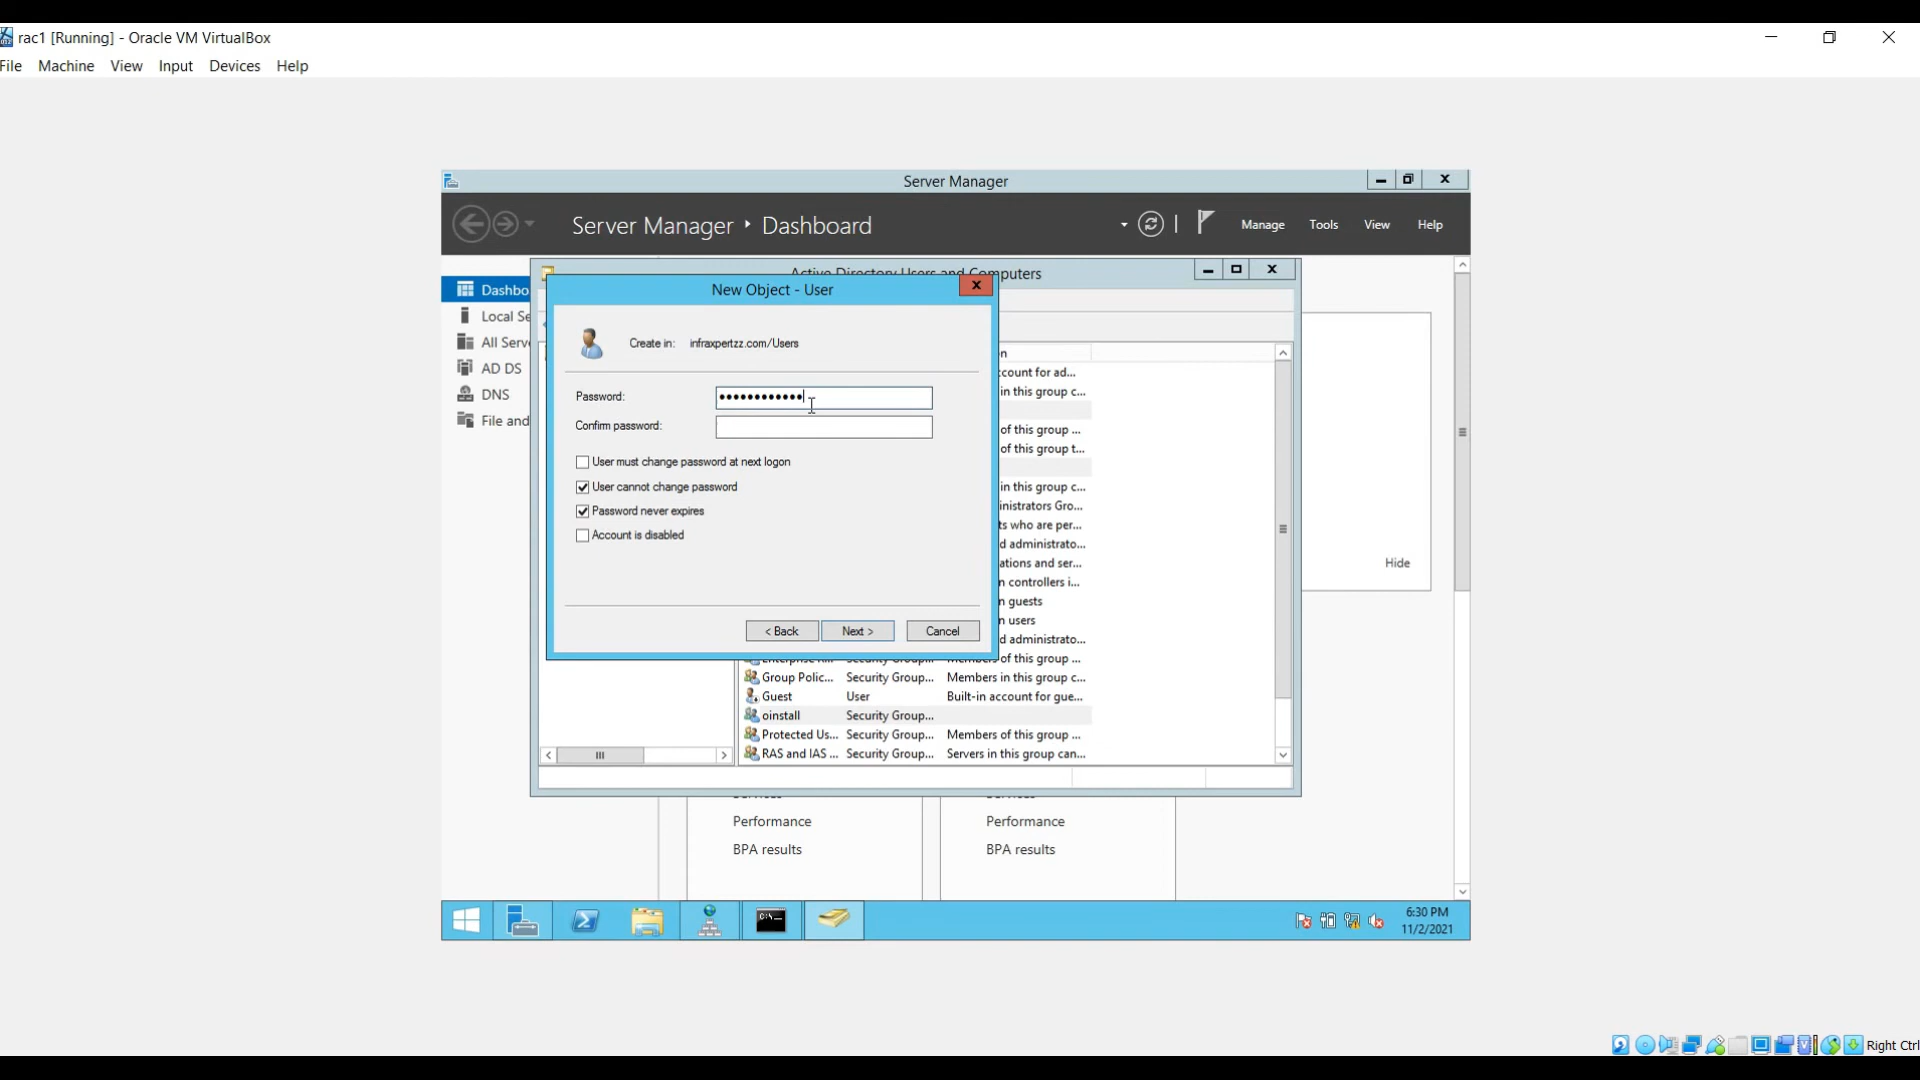 rac1 [Running] - Oracle VM VirtualBox
File Machine View Input Devices Help
Server Manager
Server Manager ‣ Dashboard
Manage Tools View Help
Active Directory Users and Computers
New Object - User
Dashbo
Local Se
All Serv
AD DS
DNS
File and
Create in: infraxpertzz.com/Users
Password: ••••••••••••
Confirm password:
User must change password at next logon
User cannot change password
Password never expires
Account is disabled
< Back Next > Cancel
n
count for ad...
in this group c...
of this group ...
of this group t...
in this group c...
inistrators Gro...
ts who are per...
d administrato...
ations and ser...
n controllers i...
n guests
n users
d administrato...
Enterprise R... Security Group... Members of this group ...
Group Polic... Security Group... Members in this group c...
Guest User Built-in account for gue...
oinstall Security Group...
Protected Us... Security Group... Members of this group ...
RAS and IAS ... Security Group... Servers in this group can...
Hide
Performance Performance
BPA results BPA results
6:30 PM
11/2/2021
Right Ctrl